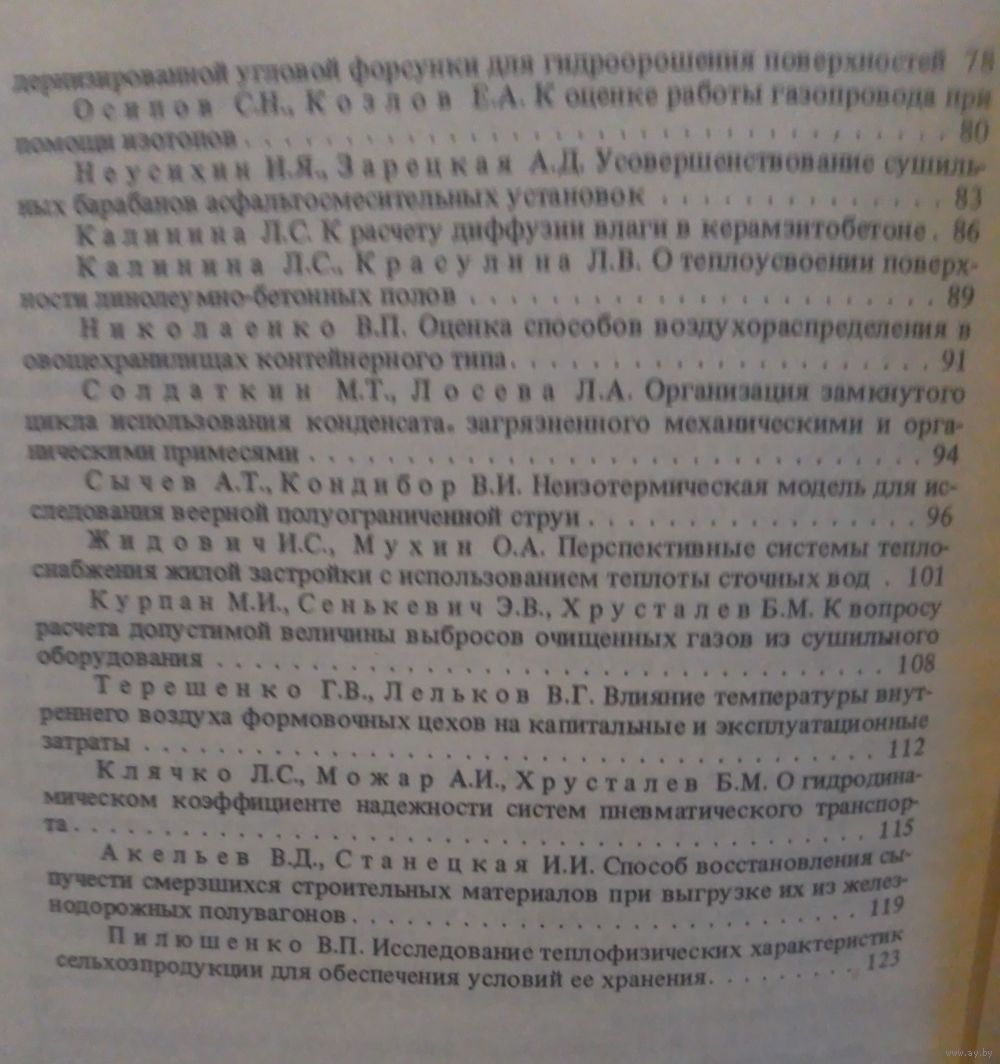 дернизированной угловой форсунки для гидроорошения поверхностей 78
Осипов С.Н., Козлов Е.А. К оценке работы газопровода при
помощи изотопов . . . . . . . . . . . . . . . . . . . . . . . . . . 80
Неусихин И.Я., Зарецкая А.Д. Усовершенствование сушиль-
ных барабанов асфальтосмесительных установок . . . . . . . . . . . . . 83
Калинина Л.С. К расчету диффузии влаги в керамзитобетоне . 86
Калинина Л.С., Красулина Л.В. О теплоусвоении поверх-
ности линолеумно-бетонных полов . . . . . . . . . . . . . . . . . . . . 89
Николаенко В.П. Оценка способов воздухораспределения в
овощехранилищах контейнерного типа . . . . . . . . . . . . . . . . . . 91
Солдаткин М.Т., Лосева Л.А. Организация замкнутого
цикла использования конденсата, загрязненного механическими и орга-
ническими примесями . . . . . . . . . . . . . . . . . . . . . . . . . . 94
Сычев А.Т., Кондибор В.И. Неизотермическая модель для ис-
следования веерной полуограниченной струи . . . . . . . . . . . . . . . 96
Жидович И.С., Мухин О.А. Перспективные системы тепло-
снабжения жилой застройки с использованием теплоты сточных вод . 101
Курпан М.И., Сенькевич Э.В., Хрусталев Б.М. К вопросу
расчета допустимой величины выбросов очищенных газов из сушильного
оборудования . . . . . . . . . . . . . . . . . . . . . . . . . . . . 108
Терешенко Г.В., Лельков В.Г. Влияние температуры внут-
реннего воздуха формовочных цехов на капитальные и эксплуатационные
затраты . . . . . . . . . . . . . . . . . . . . . . . . . . . . . . . 112
Клячко Л.С., Можар А.И., Хрусталев Б.М. О гидродина-
мическом коэффициенте надежности систем пневматического транспор-
та . . . . . . . . . . . . . . . . . . . . . . . . . . . . . . . . . . 115
Акельев В.Д., Станецкая И.И. Способ восстановления сы-
пучести смерзшихся строительных материалов при выгрузке их из желез-
нодорожных полувагонов . . . . . . . . . . . . . . . . . . . . . . . 119
Пилюшенко В.П. Исследование теплофизических характеристик
сельхозпродукции для обеспечения условий ее хранения . . . . . . . . 123
www.ay.by